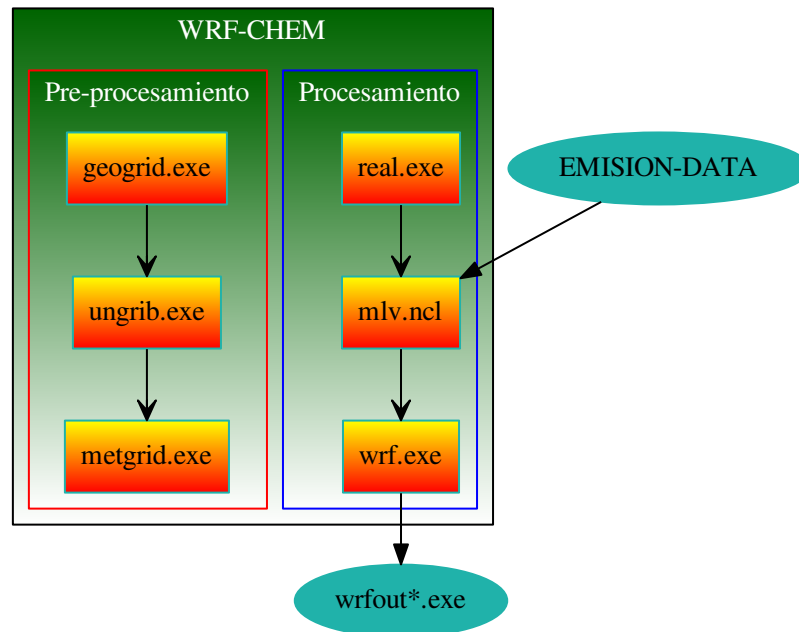 WRF-CHEM
Pre-procesamiento
Procesamiento
geogrid.exe
real.exe
EMISION-DATA
ungrib.exe
mlv.ncl
metgrid.exe
wrf.exe
wrfout*.exe